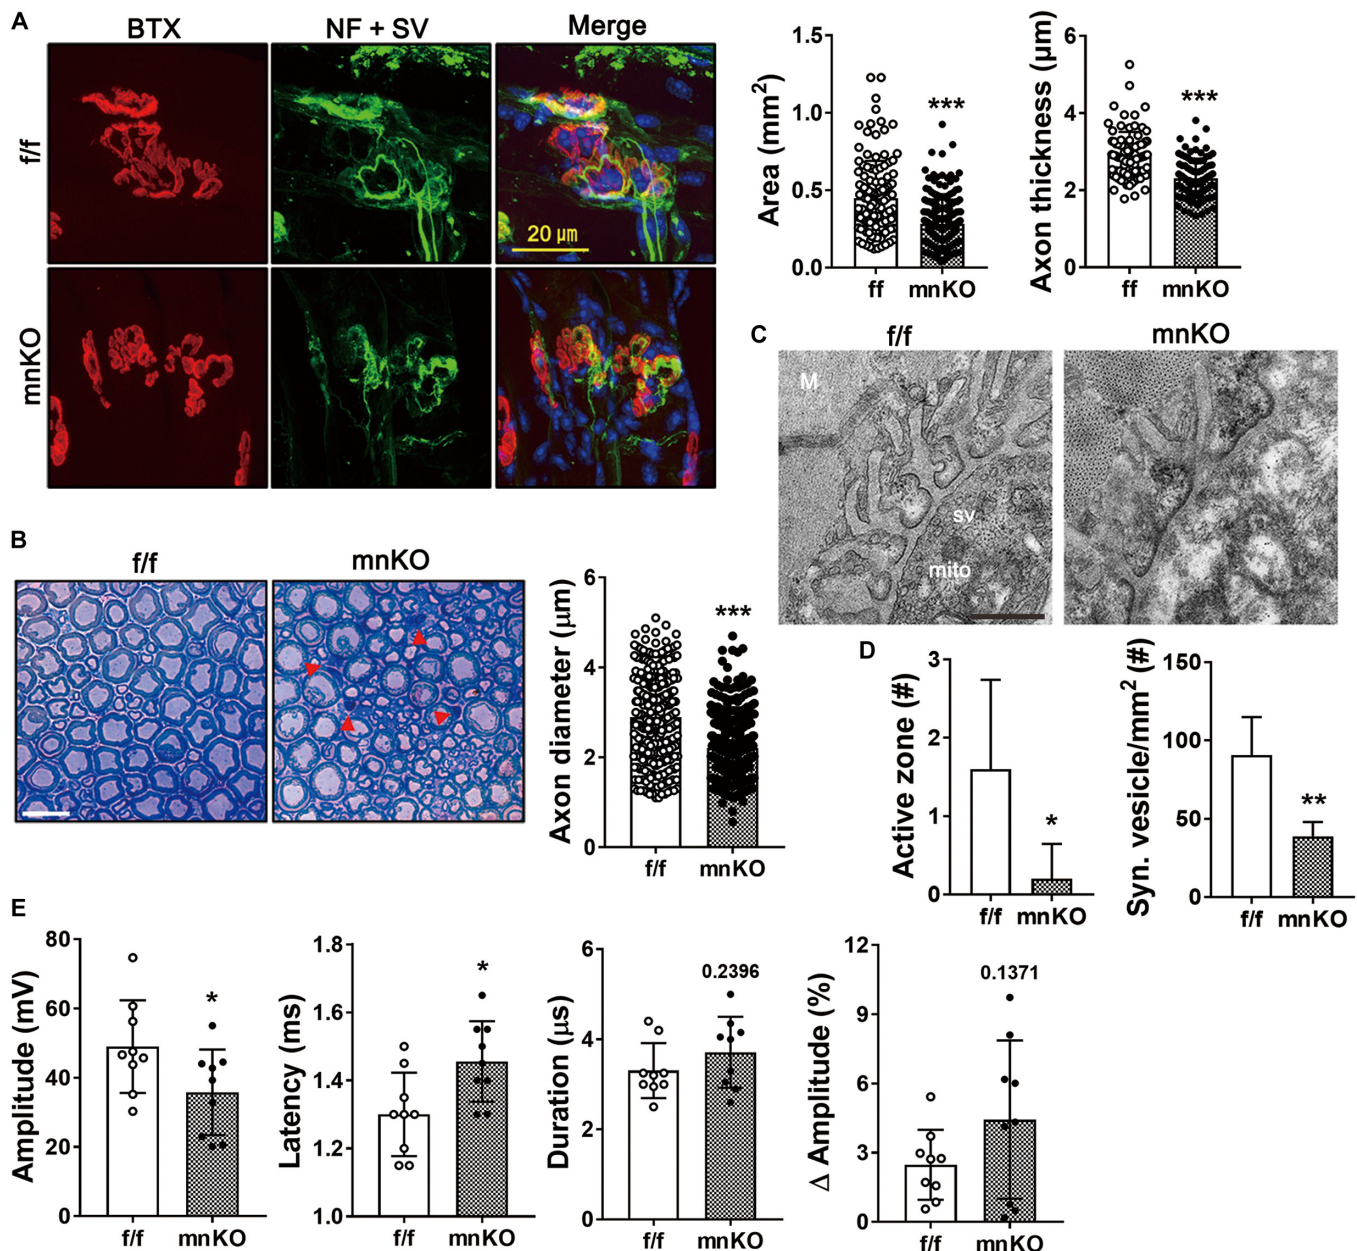 A
BTX
NF + SV
Merge
f/f
20 µm
mnKO
Area (mm²)
1.5
1.0
0.5
0.0
***
ff
mnKO
Axon thickness (µm)
6
4
2
0
***
ff
mnKO
B
f/f
mnKO
Axon diameter (µm)
6
4
2
0
***
f/f
mnKO
C
f/f
mnKO
M
sv
mito
D
Active zone (#)
3
2
1
0
*
f/f
mnKO
Syn. vesicle/mm² (#)
150
100
50
0
**
f/f
mnKO
E
Amplitude (mV)
80
60
40
20
0
*
f/f
mnKO
Latency (ms)
1.8
1.6
1.4
1.2
1.0
*
f/f
mnKO
Duration (µs)
6
4
2
0
0.2396
f/f
mnKO
Δ Amplitude (%)
12
9
6
3
0
0.1371
f/f
mnKO